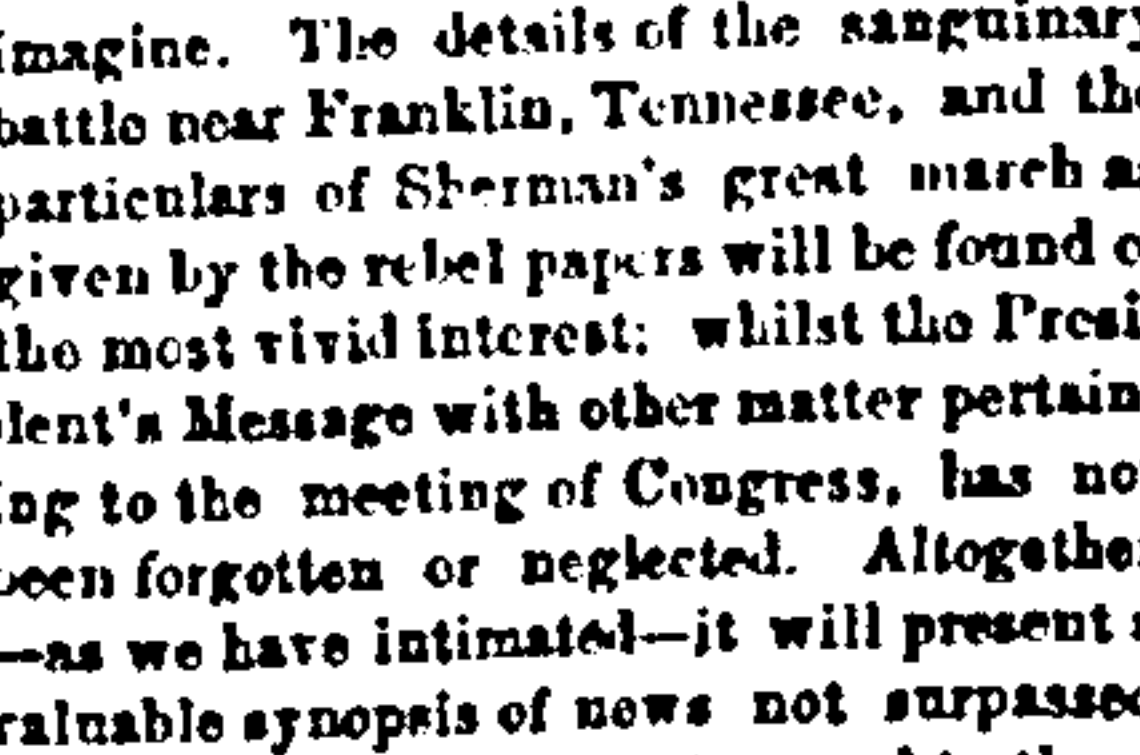 imagine. The details of the sanguinary
battle near Franklin, Tennessee, and the
particulars of Sherman's great march as
given by the rebel papers will be found of
the most vivid interest; whilst the Presi
dent's Message with other matter pertain
ing to the meeting of Congress, has not
been forgotten or neglected. Altogether
—as we have intimated—it will present a
valuable synopsis of news not surpassed